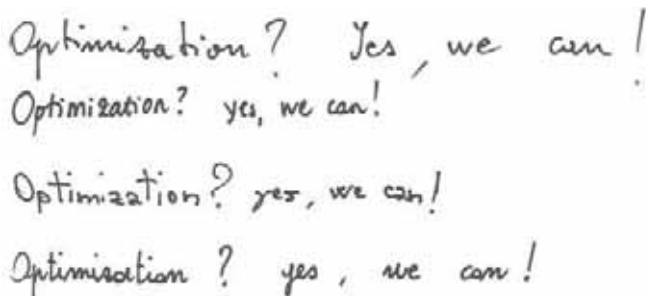 Optimization? Yes, we can!
Optimization? yes, we can!
Optimization? yes, we can!
Optimisation ? yes, we can !